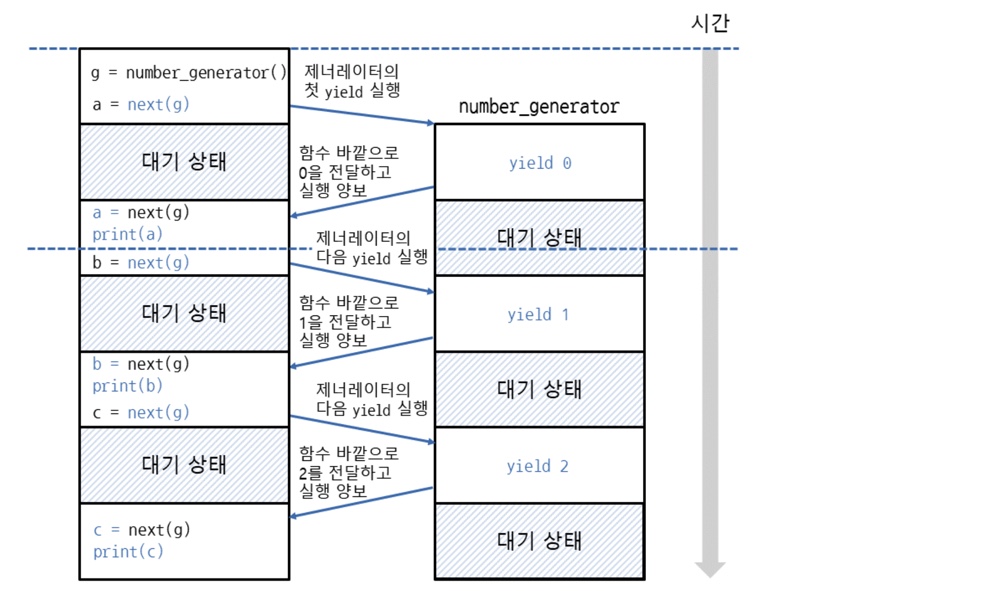 시간
g = number_generator()
a = next(g)
제너레이터의
첫 yield 실행
number_generator
대기 상태
함수 바깥으로
0을 전달하고
실행 양보
yield 0
a = next(g)
print(a)
대기 상태
제너레이터의
다음 yield 실행
b = next(g)
대기 상태
함수 바깥으로
1을 전달하고
실행 양보
yield 1
b = next(g)
print(b)
c = next(g)
제너레이터의
다음 yield 실행
대기 상태
대기 상태
함수 바깥으로
2를 전달하고
실행 양보
yield 2
c = next(g)
print(c)
대기 상태